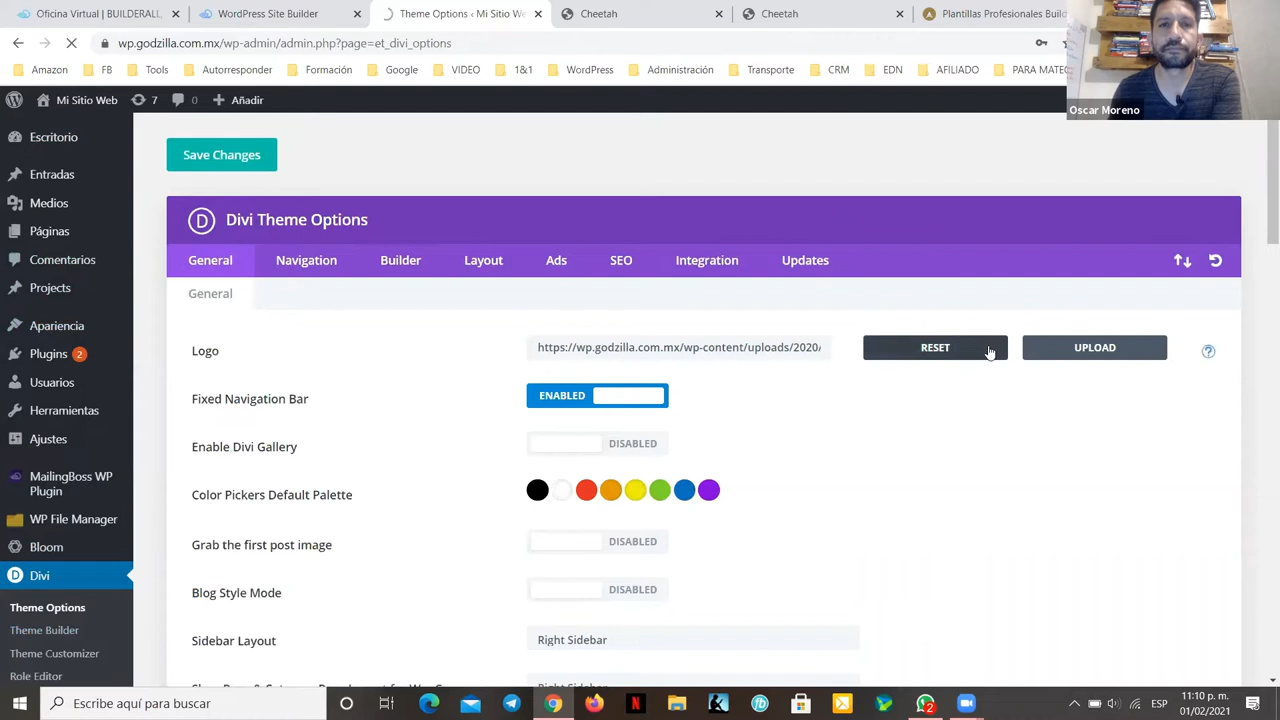 Oficina Virtual | BUILDERALL
WordPress Site Builder
Theme Options ‹ Mi Sitio We
Cheetah
Cheetah
Plantillas Profesionales Buil
wp.godzilla.com.mx/wp-admin/admin.php?page=et_divi_options
Amazon
FB
Tools
Autorresponder
Formación
Google
VIDEO
1&1
WordPress
Administración
Transporte
CRM
EDN
AFILIADO
PARA MATEO
Oscar Moreno
Mi Sitio Web
7
0
Añadir
Escritorio
Entradas
Medios
Páginas
Comentarios
Projects
Apariencia
Plugins 2
Usuarios
Herramientas
Ajustes
MailingBoss WP
Plugin
WP File Manager
Bloom
Divi
Theme Options
Theme Builder
Theme Customizer
Role Editor
Save Changes
D Divi Theme Options
General
Navigation
Builder
Layout
Ads
SEO
Integration
Updates
General
Logo
https://wp.godzilla.com.mx/wp-content/uploads/2020/
RESET
UPLOAD
?
Fixed Navigation Bar
ENABLED
Enable Divi Gallery
DISABLED
Color Pickers Default Palette
Grab the first post image
DISABLED
Blog Style Mode
DISABLED
Sidebar Layout
Right Sidebar
Escribe aquí para buscar
2
ESP
11:10 p. m.
01/02/2021